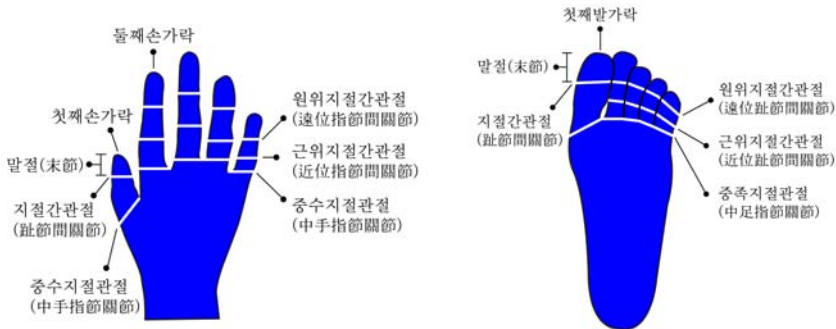 둘째손가락
첫째손가락
말절(末節)
지절간관절
(趾節間關節)
중수지절관절
(中手指節關節)
원위지절간관절
(遠位指節間關節)
근위지절간관절
(近位指節間關節)
중수지절관절
(中手指節關節)
첫째발가락
말절(末節)
지절간관절
(趾節間關節)
원위지절간관절
(遠位趾節間關節)
근위지절간관절
(近位趾節間關節)
중족지절관절
(中足指節關節)